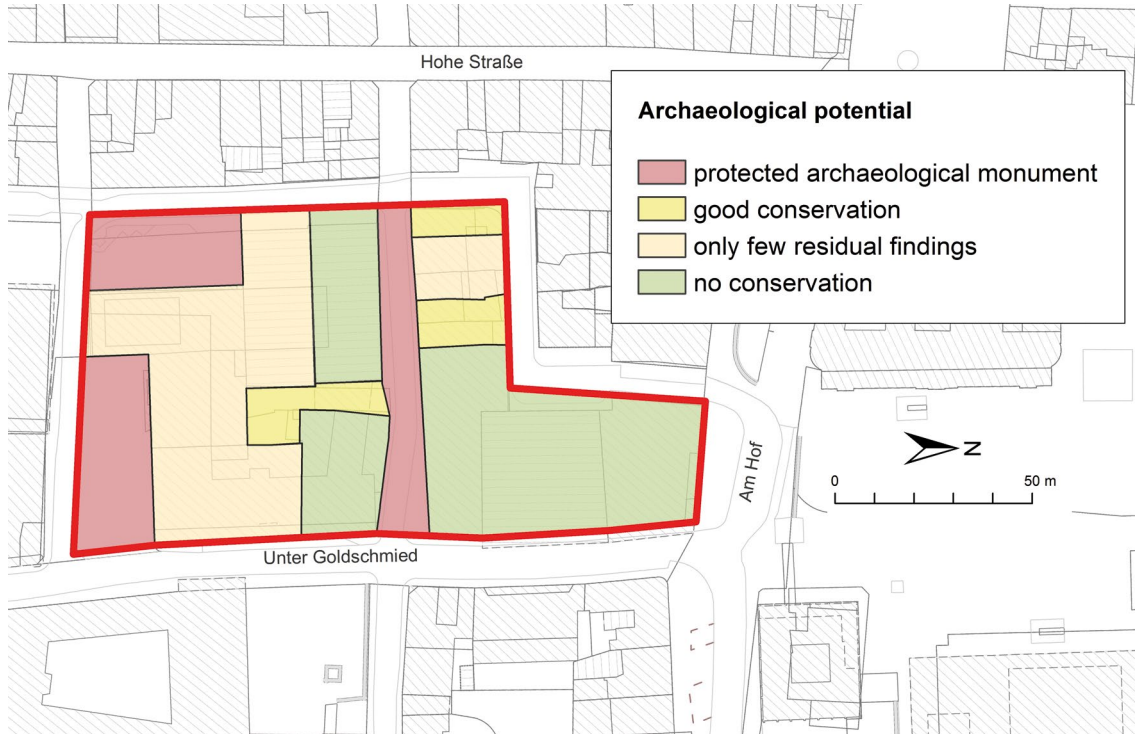 Hohe Straße
Archaeological potential
protected archaeological monument
good conservation
only few residual findings
no conservation
N
0 50 m
Am Hof
Unter Goldschmied